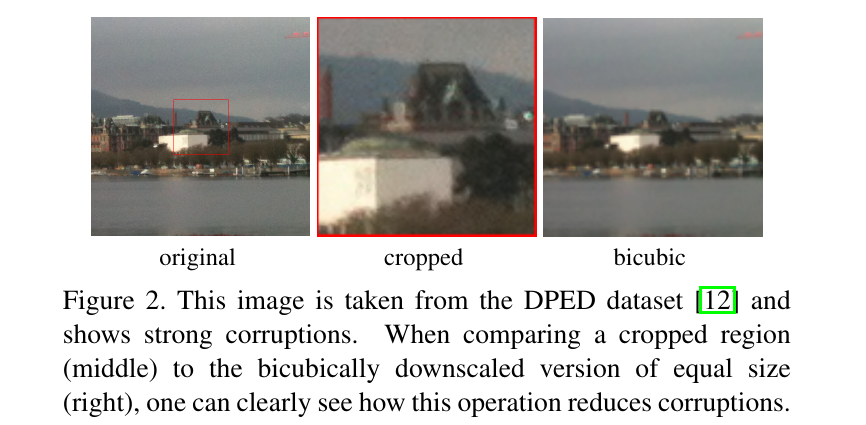 original
cropped
bicubic
Figure 2. This image is taken from the DPED dataset [12] and
shows strong corruptions. When comparing a cropped region
(middle) to the bicubically downscaled version of equal size
(right), one can clearly see how this operation reduces corruptions.